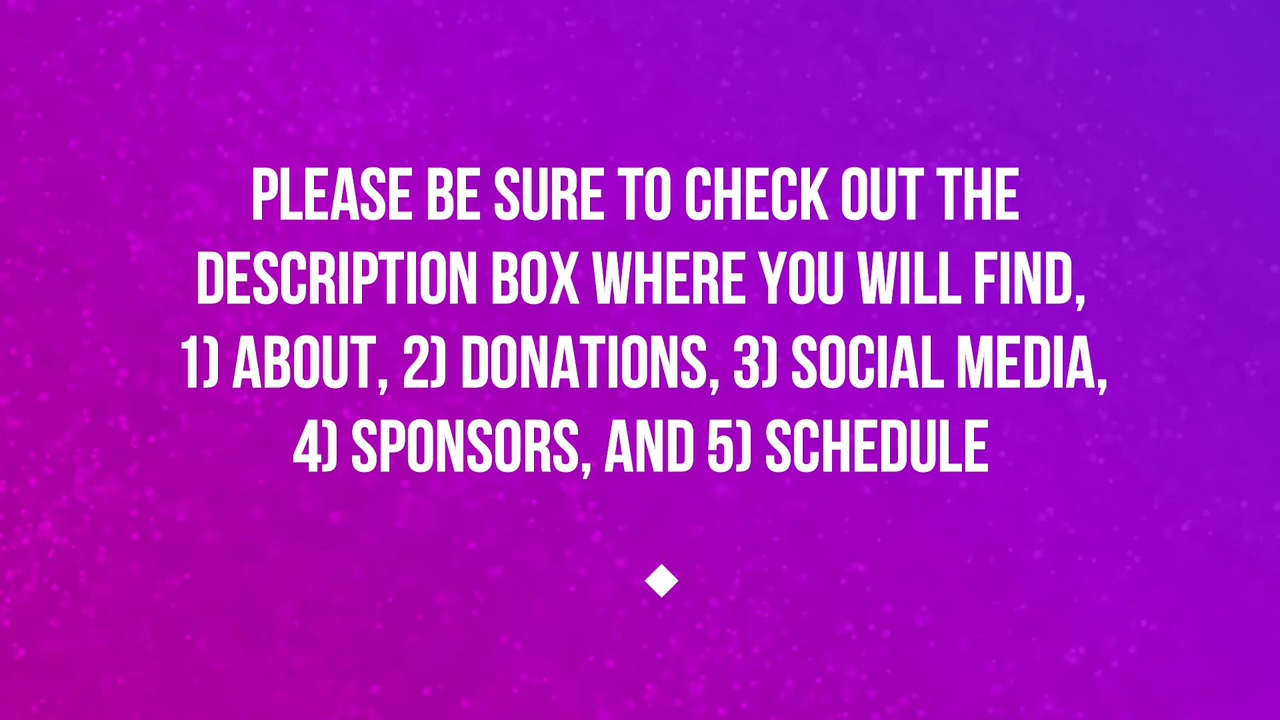 PLEASE BE SURE TO CHECK OUT THE
DESCRIPTION BOX WHERE YOU WILL FIND,
1) ABOUT, 2) DONATIONS, 3) SOCIAL MEDIA,
4) SPONSORS, AND 5) SCHEDULE